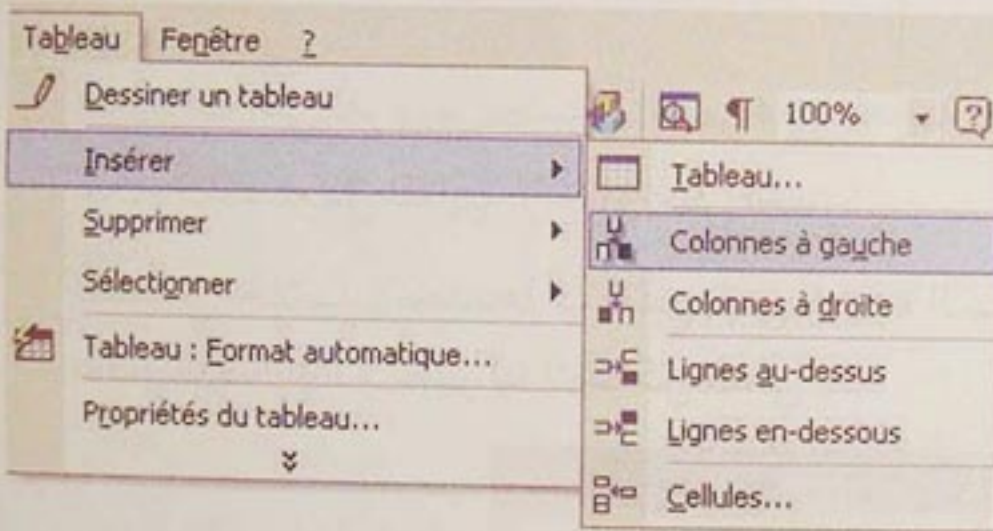 Tableau Fenêtre ?
Dessiner un tableau
100%
Insérer
Supprimer
Sélectionner
Tableau : Format automatique...
Propriétés du tableau...
Tableau...
Colonnes à gauche
Colonnes à droite
Lignes au-dessus
Lignes en-dessous
Cellules...